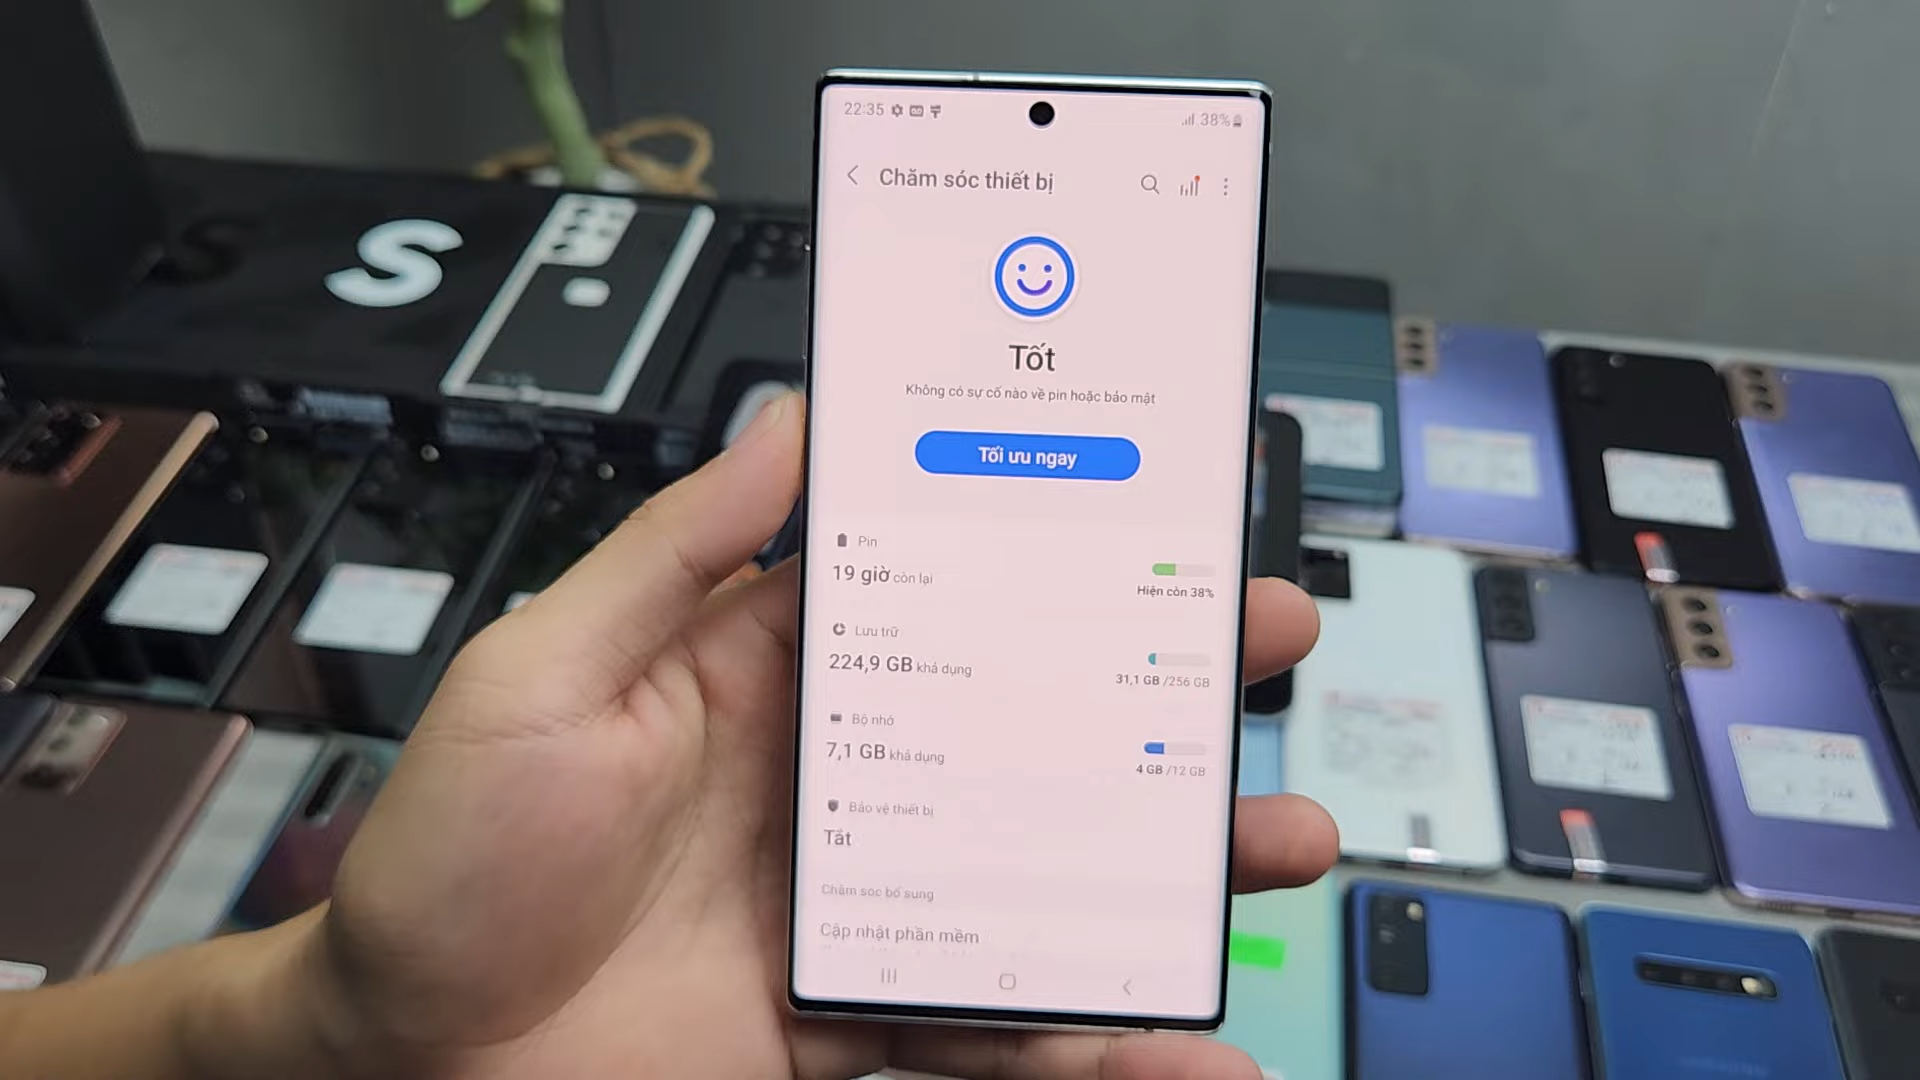 22:35
38%
Chăm sóc thiết bị
S
Tốt
Không có sự cố nào về pin hoặc bảo mật
Tối ưu ngay
Pin
19 giờ còn lại
Hiện còn 38%
Lưu trữ
224,9 GB khả dụng
31,1 GB /256 GB
Bộ nhớ
7,1 GB khả dụng
4 GB /12 GB
Bảo vệ thiết bị
Tắt
Chăm sóc bổ sung
Cập nhật phần mềm